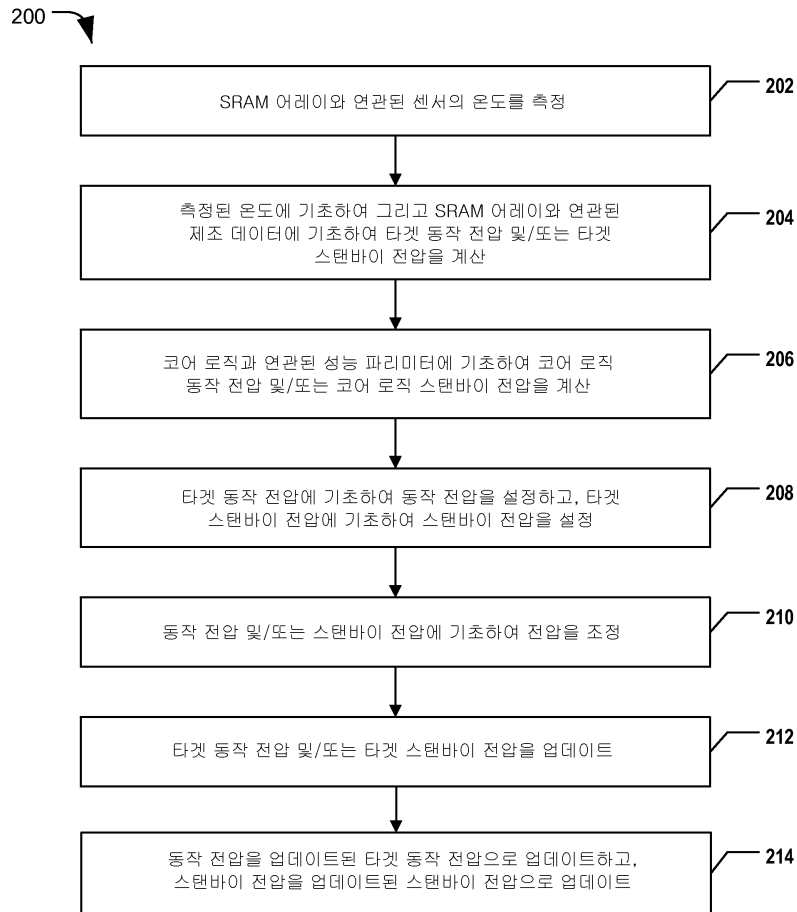 200
SRAM 어레이와 연관된 센서의 온도를 측정
202
측정된 온도에 기초하여 그리고 SRAM 어레이와 연관된
제조 데이터에 기초하여 타겟 동작 전압 및/또는 타겟
스탠바이 전압을 계산
204
코어 로직과 연관된 성능 파리미터에 기초하여 코어 로직
동작 전압 및/또는 코어 로직 스탠바이 전압을 계산
206
타겟 동작 전압에 기초하여 동작 전압을 설정하고, 타겟
스탠바이 전압에 기초하여 스탠바이 전압을 설정
208
동작 전압 및/또는 스탠바이 전압에 기초하여 전압을 조정
210
타겟 동작 전압 및/또는 타겟 스탠바이 전압을 업데이트
212
동작 전압을 업데이트된 타겟 동작 전압으로 업데이트하고,
스탠바이 전압을 업데이트된 스탠바이 전압으로 업데이트
214